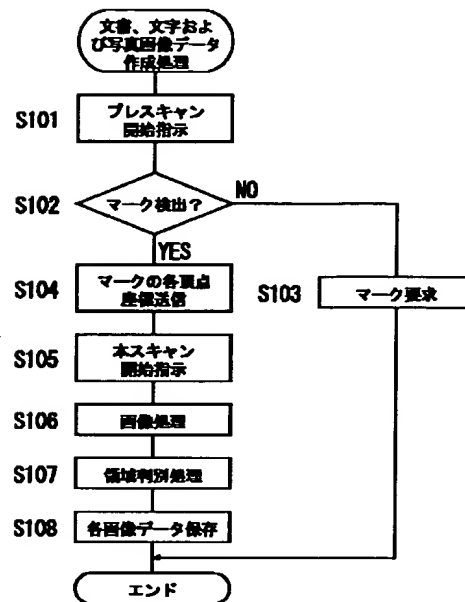 文書、文字およ
び写真画像データ
作成処理
S101
プレスキャン
開始指示
S102
マーク検出？
NO
YES
S104
マークの各頂点
座標送信
S103
マーク要求
S105
本スキャン
開始指示
S106
画像処理
S107
領域判別処理
S108
各画像データ保存
エンド